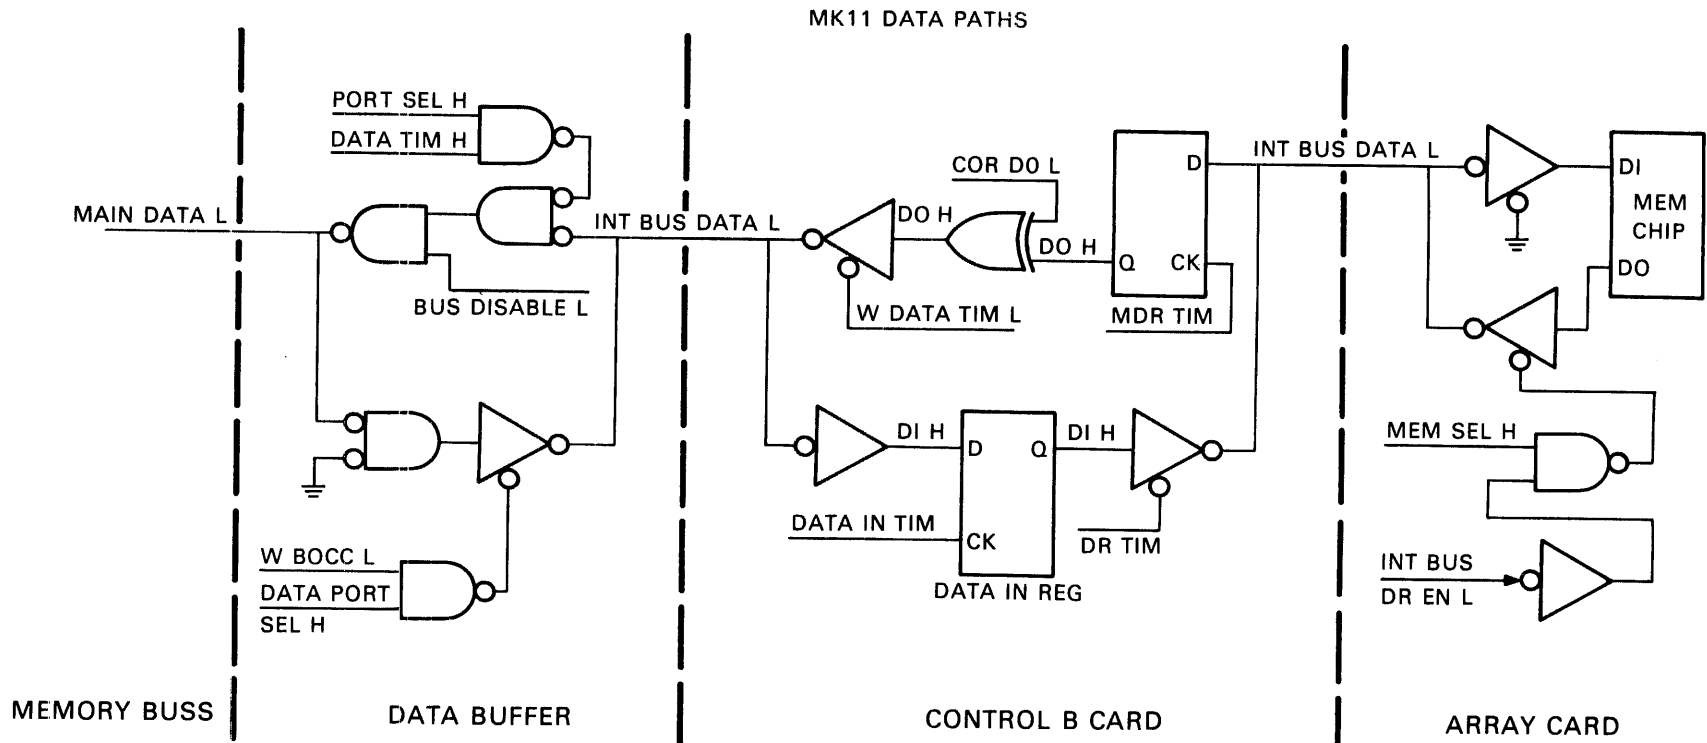 MK11 DATA PATHS
PORT SEL H
DATA TIM H
MAIN DATA L
BUS DISABLE L
INT BUS DATA L
W BOCC L
DATA PORT
SEL H
COR D0 L
DO H
DO H
W DATA TIM L
D
Q
CK
MDR TIM
DI H
D
Q
DI H
DATA IN TIM
CK
DR TIM
DATA IN REG
INT BUS DATA L
DI
MEM
CHIP
DO
MEM SEL H
INT BUS
DR EN L
MEMORY BUSS
DATA BUFFER
CONTROL B CARD
ARRAY CARD